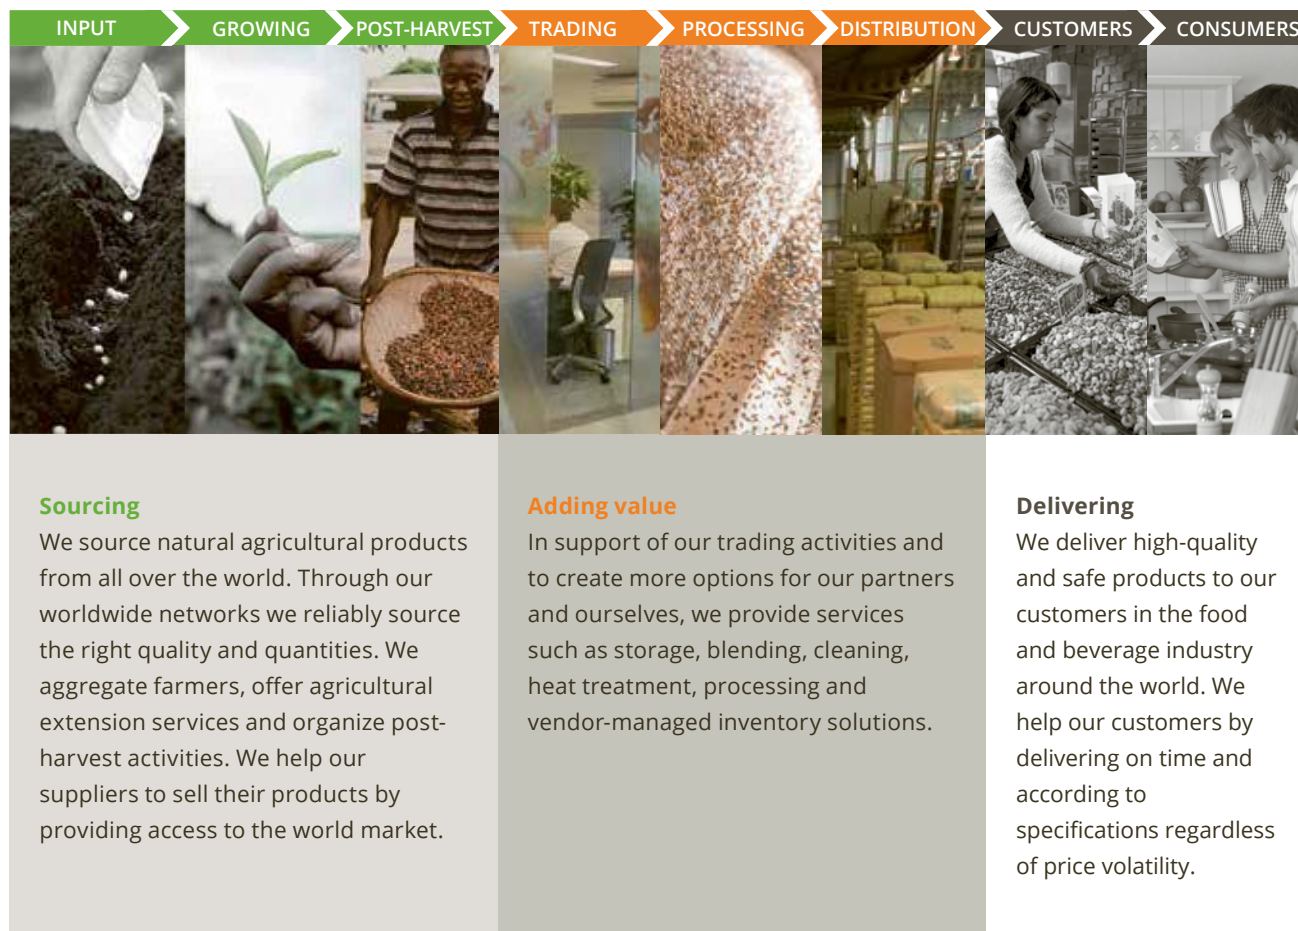 INPUT GROWING POST-HARVEST TRADING PROCESSING DISTRIBUTION CUSTOMERS CONSUMERS
Sourcing
We source natural agricultural products
from all over the world. Through our
worldwide networks we reliably source
the right quality and quantities. We
aggregate farmers, offer agricultural
extension services and organize post-
harvest activities. We help our
suppliers to sell their products by
providing access to the world market.
Adding value
In support of our trading activities and
to create more options for our partners
and ourselves, we provide services
such as storage, blending, cleaning,
heat treatment, processing and
vendor-managed inventory solutions.
Delivering
We deliver high-quality
and safe products to our
customers in the food
and beverage industry
around the world. We
help our customers by
delivering on time and
according to
specifications regardless
of price volatility.